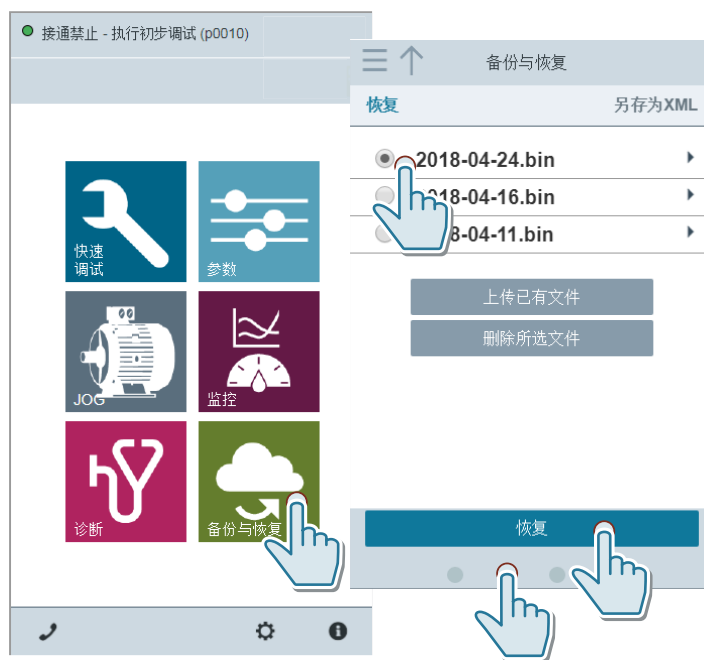 接通禁止 - 执行初步调试 (p0010)
快速
调试
参数
JOG
监控
诊断
备份与恢复
备份与恢复
恢复
另存为XML
2018-04-24.bin
8-04-16.bin
8-04-11.bin
上传已有文件
删除所选文件
恢复